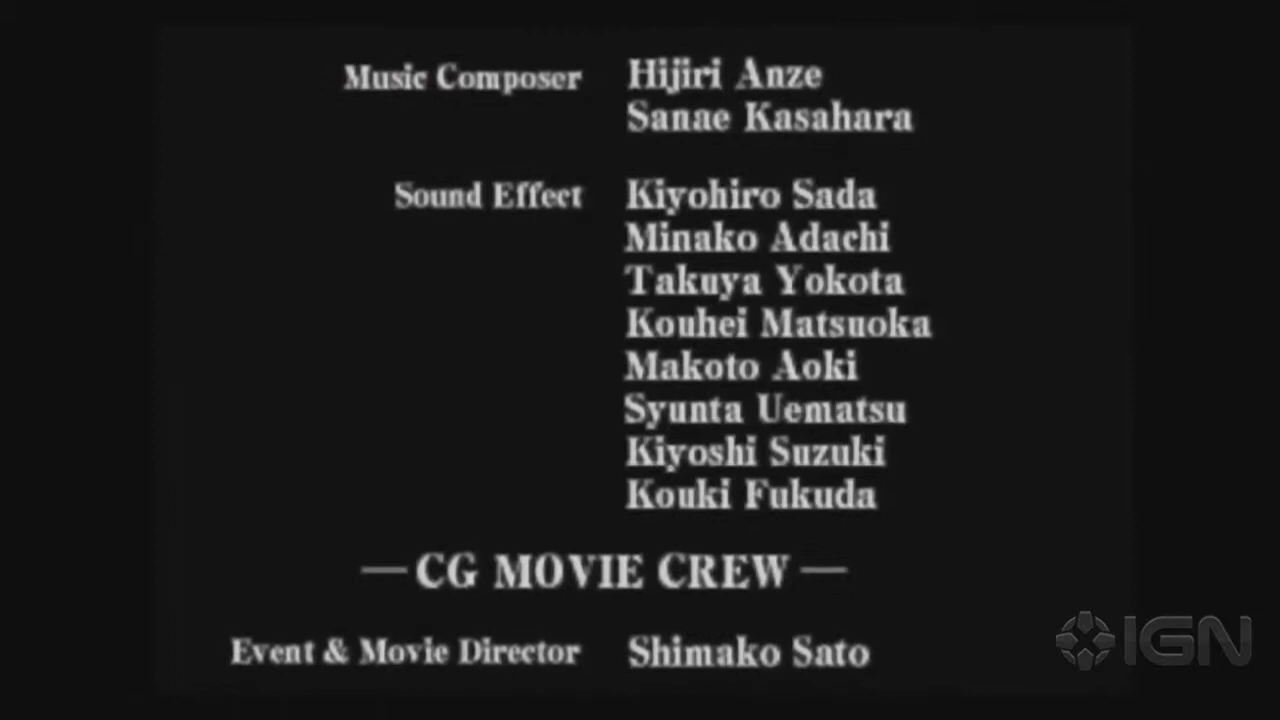 Music Composer Hijiri Anze
Sanae Kasahara
Sound Effect Kiyohiro Sada
Minako Adachi
Takuya Yokota
Kouhei Matsuoka
Makoto Aoki
Syunta Uematsu
Kiyoshi Suzuki
Kouki Fukuda
— CG MOVIE CREW —
Event & Movie Director Shimako Sato
IGN